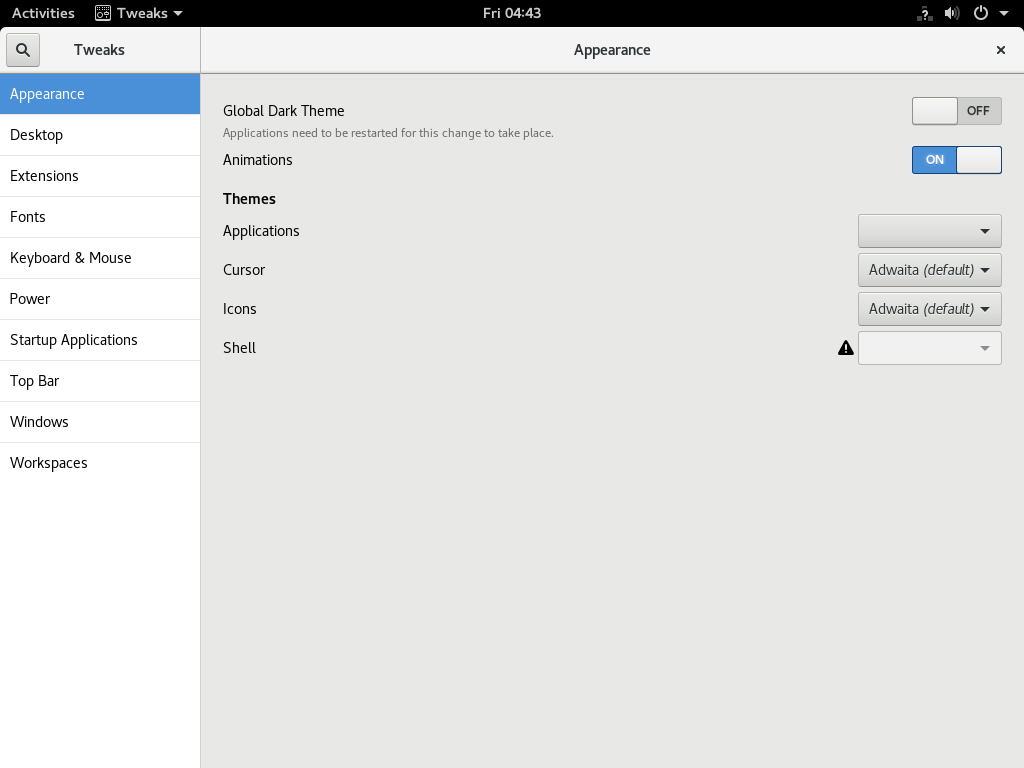 Activities Tweaks Fri 04:43
Tweaks Appearance
Appearance
Desktop
Extensions
Fonts
Keyboard & Mouse
Power
Startup Applications
Top Bar
Windows
Workspaces
Global Dark Theme OFF
Applications need to be restarted for this change to take place.
Animations ON
Themes
Applications
Cursor Adwaita (default)
Icons Adwaita (default)
Shell